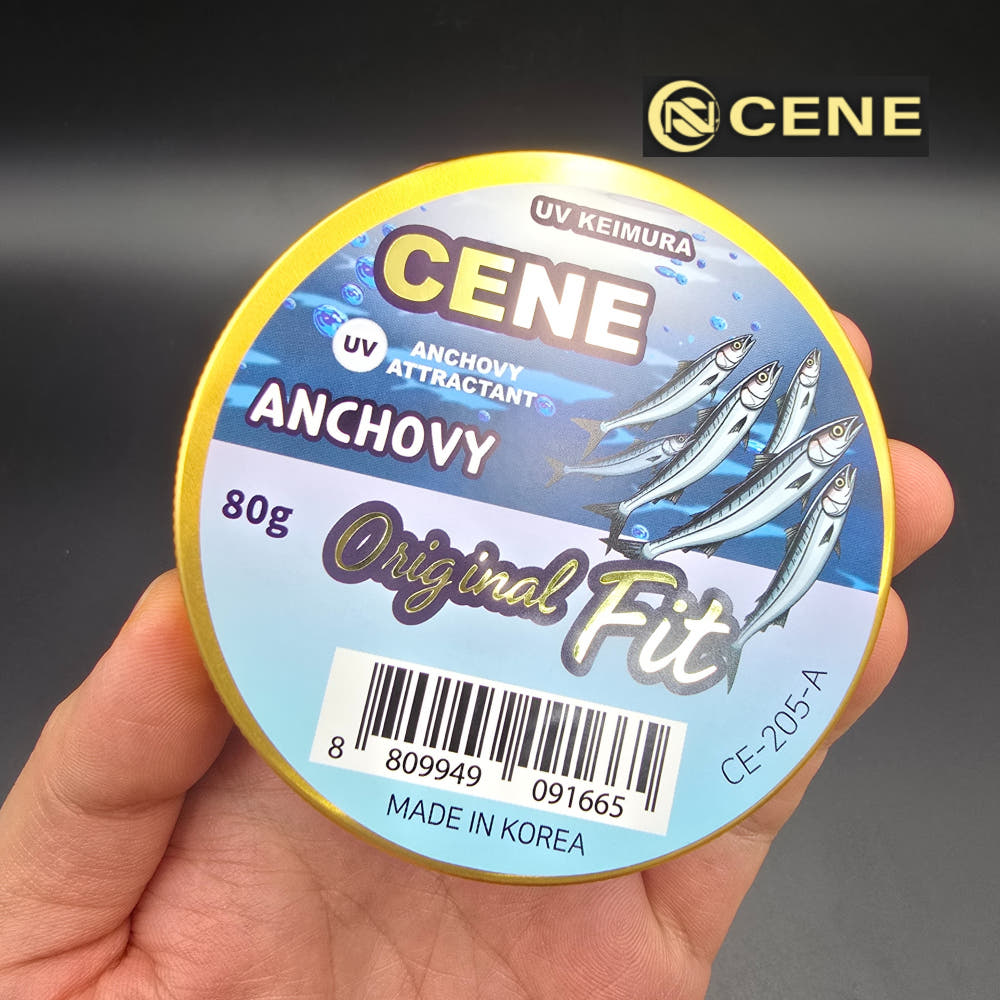 CENE
UV KEIMURA
CENE
UV
ANCHOVY
ATTRACTANT
ANCHOVY
80g
Original Fit
8 809949 091665
MADE IN KOREA
CE-205-A